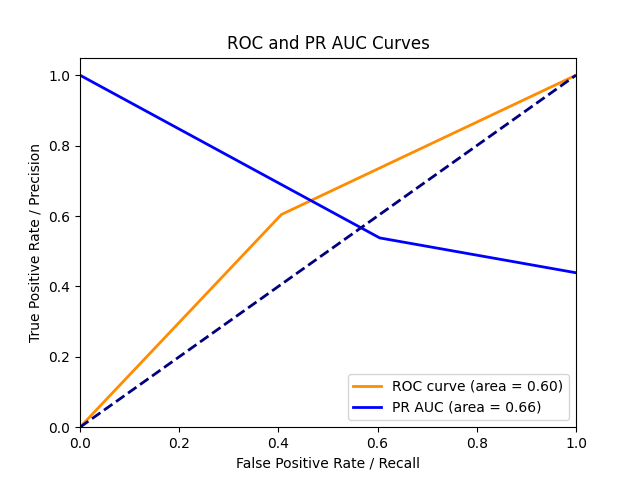 ROC and PR AUC Curves
True Positive Rate / Precision
1.0
0.8
0.6
0.4
0.2
0.0
ROC curve (area = 0.60)
PR AUC (area = 0.66)
0.0 0.2 0.4 0.6 0.8 1.0
False Positive Rate / Recall